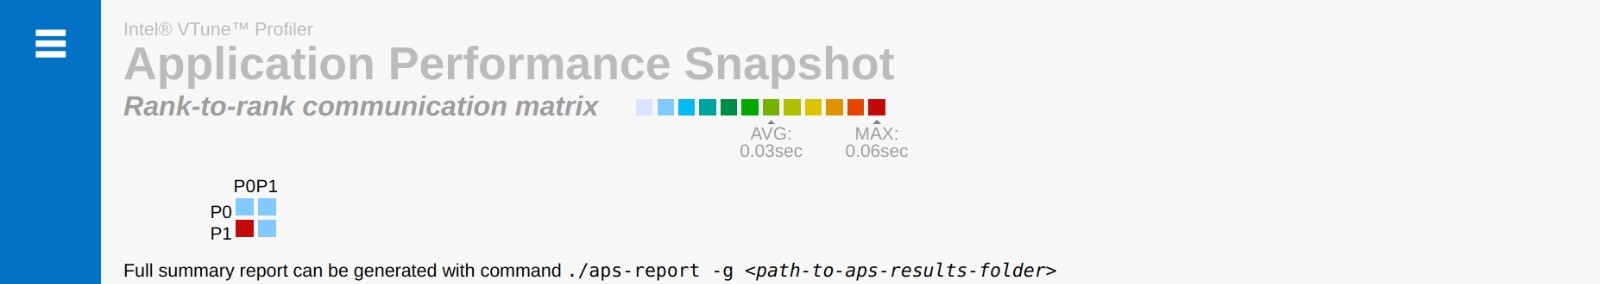 Intel® VTune™ Profiler
Application Performance Snapshot
Rank-to-rank communication matrix
AVG: MAX:
0.03sec 0.06sec
P0P1
P0
P1
Full summary report can be generated with command ./aps-report -g <path-to-aps-results-folder>